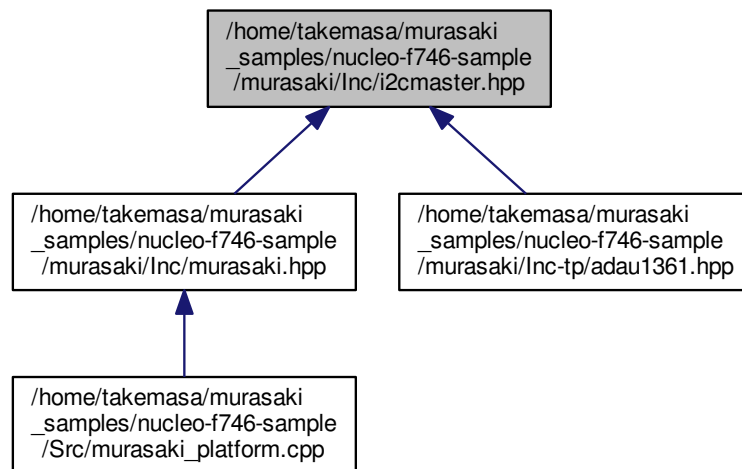 /home/takemasa/murasaki
_samples/nucleo-f746-sample
/murasaki/Inc/i2cmaster.hpp
/home/takemasa/murasaki
_samples/nucleo-f746-sample
/murasaki/Inc/murasaki.hpp
/home/takemasa/murasaki
_samples/nucleo-f746-sample
/murasaki/Inc-tp/adau1361.hpp
/home/takemasa/murasaki
_samples/nucleo-f746-sample
/Src/murasaki_platform.cpp